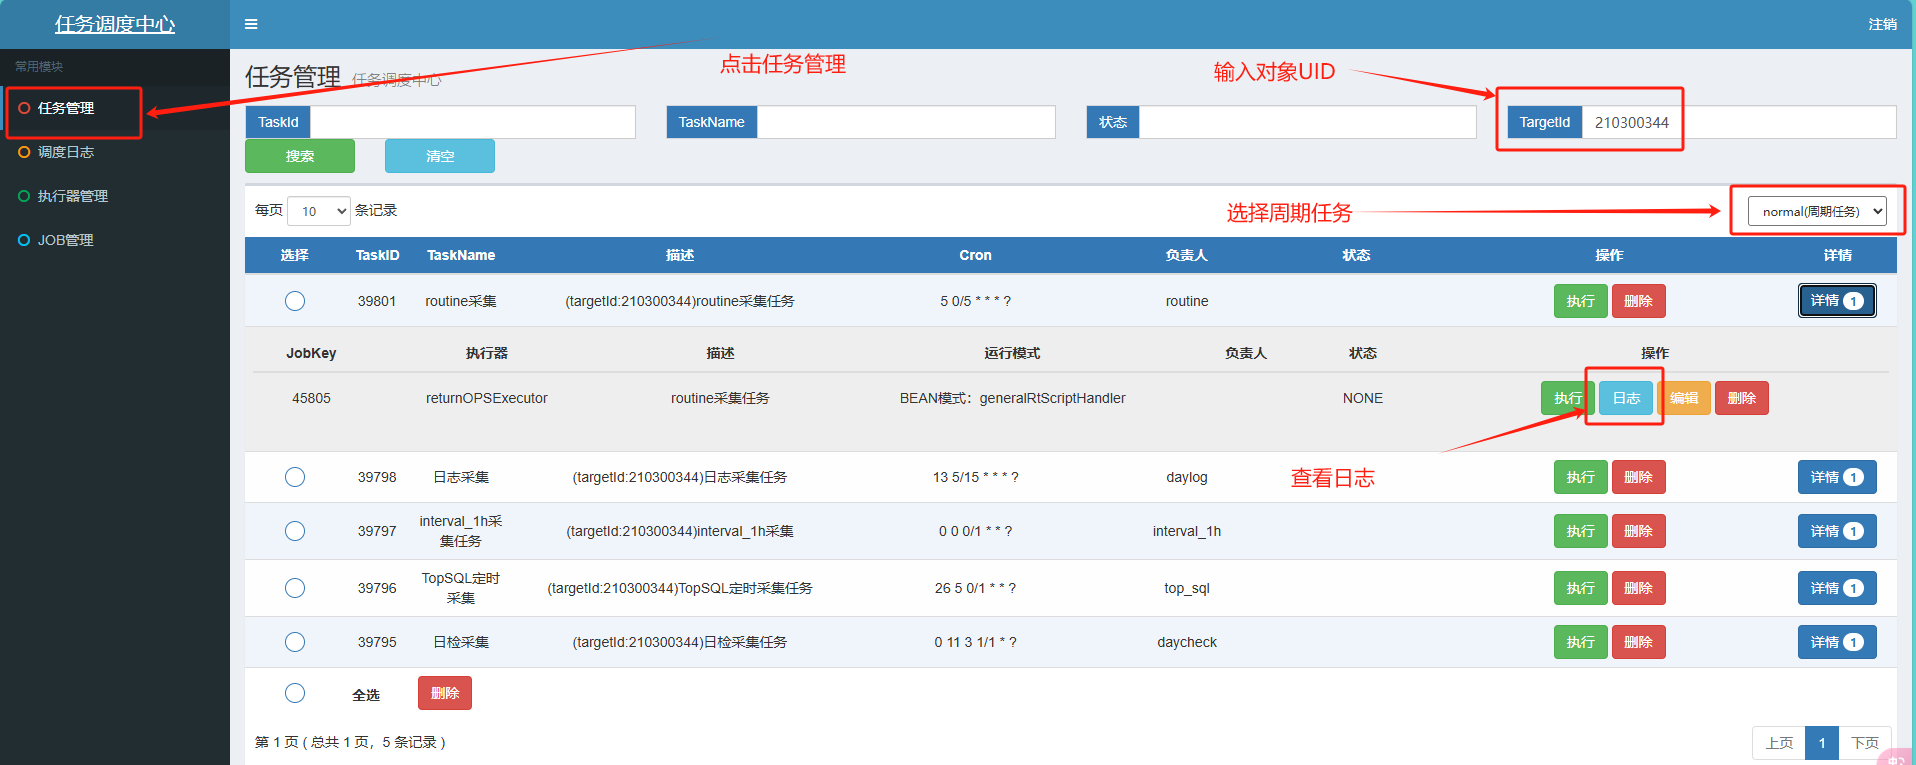 任务调度中心
注销
常用模块
任务管理
调度日志
执行器管理
JOB管理
任务管理 任务调度中心
点击任务管理
输入对象UID
TaskId
TaskName
状态
TargetId 210300344
搜索 清空
每页 10 条记录
选择周期任务
normal(周期任务)
选择 TaskID TaskName 描述 Cron 负责人 状态 操作 详情
39801 routine采集 (targetId:210300344)routine采集任务 5 0/5 * * * ? routine 执行 删除 详情 1
JobKey 执行器 描述 运行模式 负责人 状态 操作
45805 returnOPSExecutor routine采集任务 BEAN模式：generalRtScriptHandler NONE 执行 日志 编辑 删除
查看日志
39798 日志采集 (targetId:210300344)日志采集任务 13 5/15 * * * ? daylog 执行 删除 详情 1
39797 interval_1h采集任务 (targetId:210300344)interval_1h采集 0 0 0/1 * * ? interval_1h 执行 删除 详情 1
39796 TopSQL定时采集 (targetId:210300344)TopSQL定时采集任务 26 5 0/1 * * ? top_sql 执行 删除 详情 1
39795 日检采集 (targetId:210300344)日检采集任务 0 11 3 1/1 * ? daycheck 执行 删除 详情 1
全选 删除
第 1 页 ( 总共 1 页，5 条记录 )
上页 1 下页